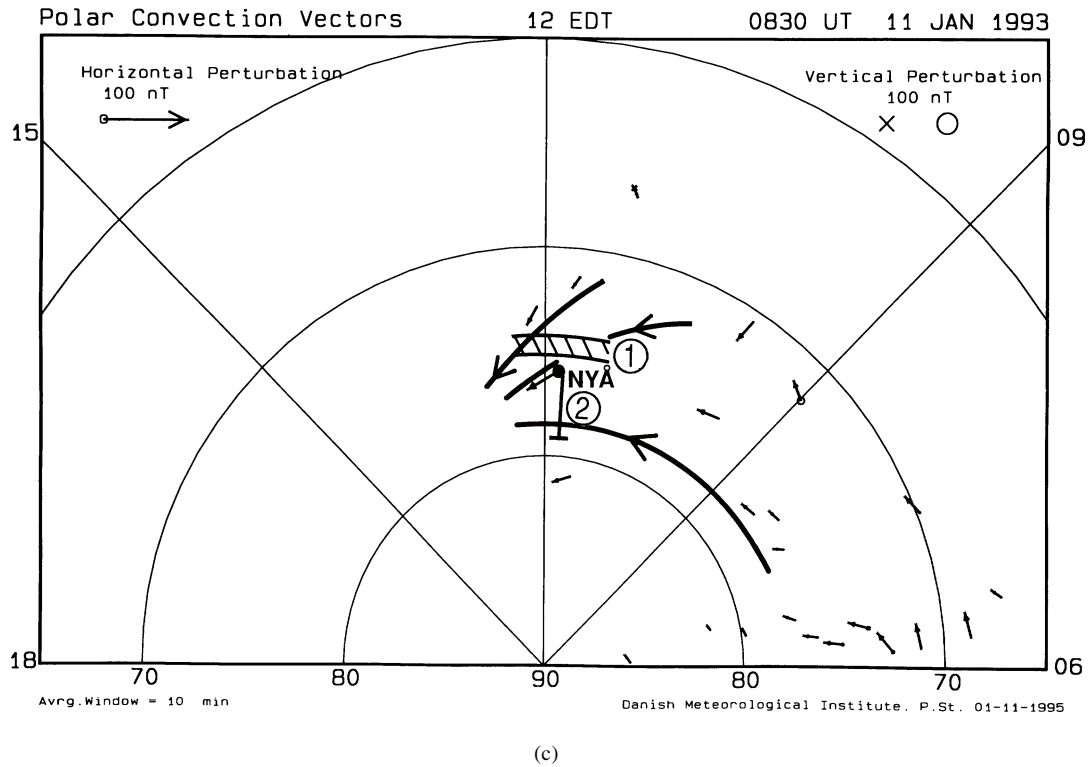 Polar Convection Vectors 12 EDT 0830 UT 11 JAN 1993
Horizontal Perturbation
100 nT
Vertical Perturbation
100 nT
15
09
1
NYÅ
2
18
06
70 80 90 80 70
Avrg.Window = 10 min
Danish Meteorological Institute. P.St. 01-11-1995
(c)